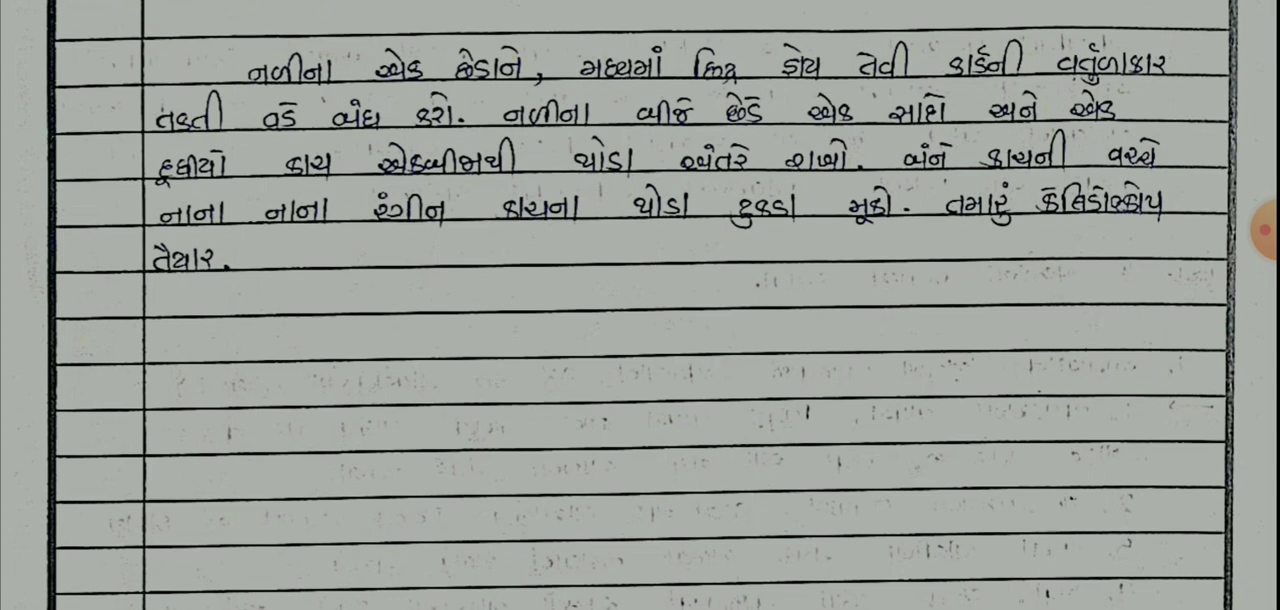 નળીના એક છેડાને, મધ્યમાં છિદ્ર હોય તેવી કાર્ડની વર્તુળાકાર
તકતી વડે બંધ કરો. નળીના બીજે છેડે એક સાદો અને એક
દૂધીયો કાચ એકબીજાથી થોડા અંતરે રાખો. બંને કાચની વચ્ચે
નાના નાના રંગીન કાચના થોડા ટુકડા મૂકો. તમારું કૅલિડોસ્કોપ
તૈયાર.